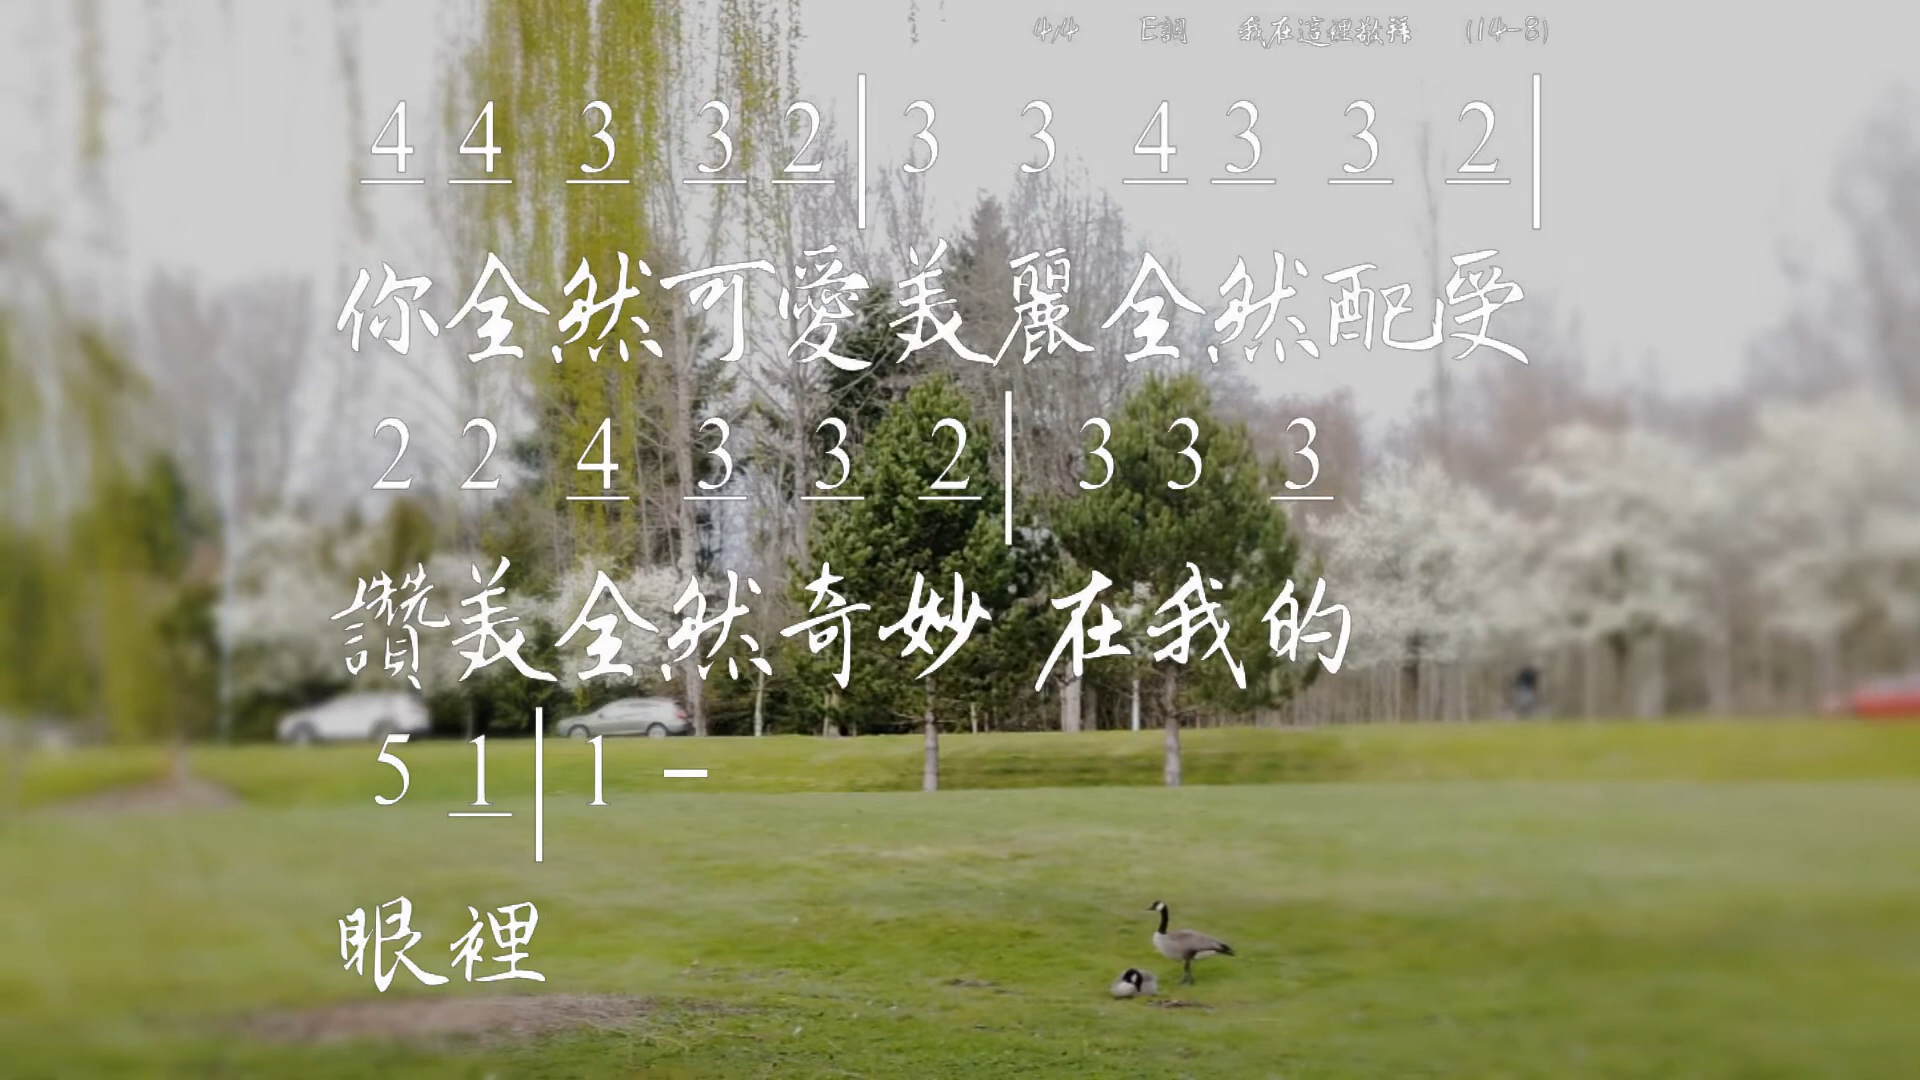 4/4 E調 我在這裡敬拜 (14-8)
4 4 3 3 2 | 3 3 4 3 3 2 |
你全然可愛美麗全然配受
2 2 4 3 3 2 | 3 3 3
讚美全然奇妙 在我的
5 1 | 1 -
眼裡